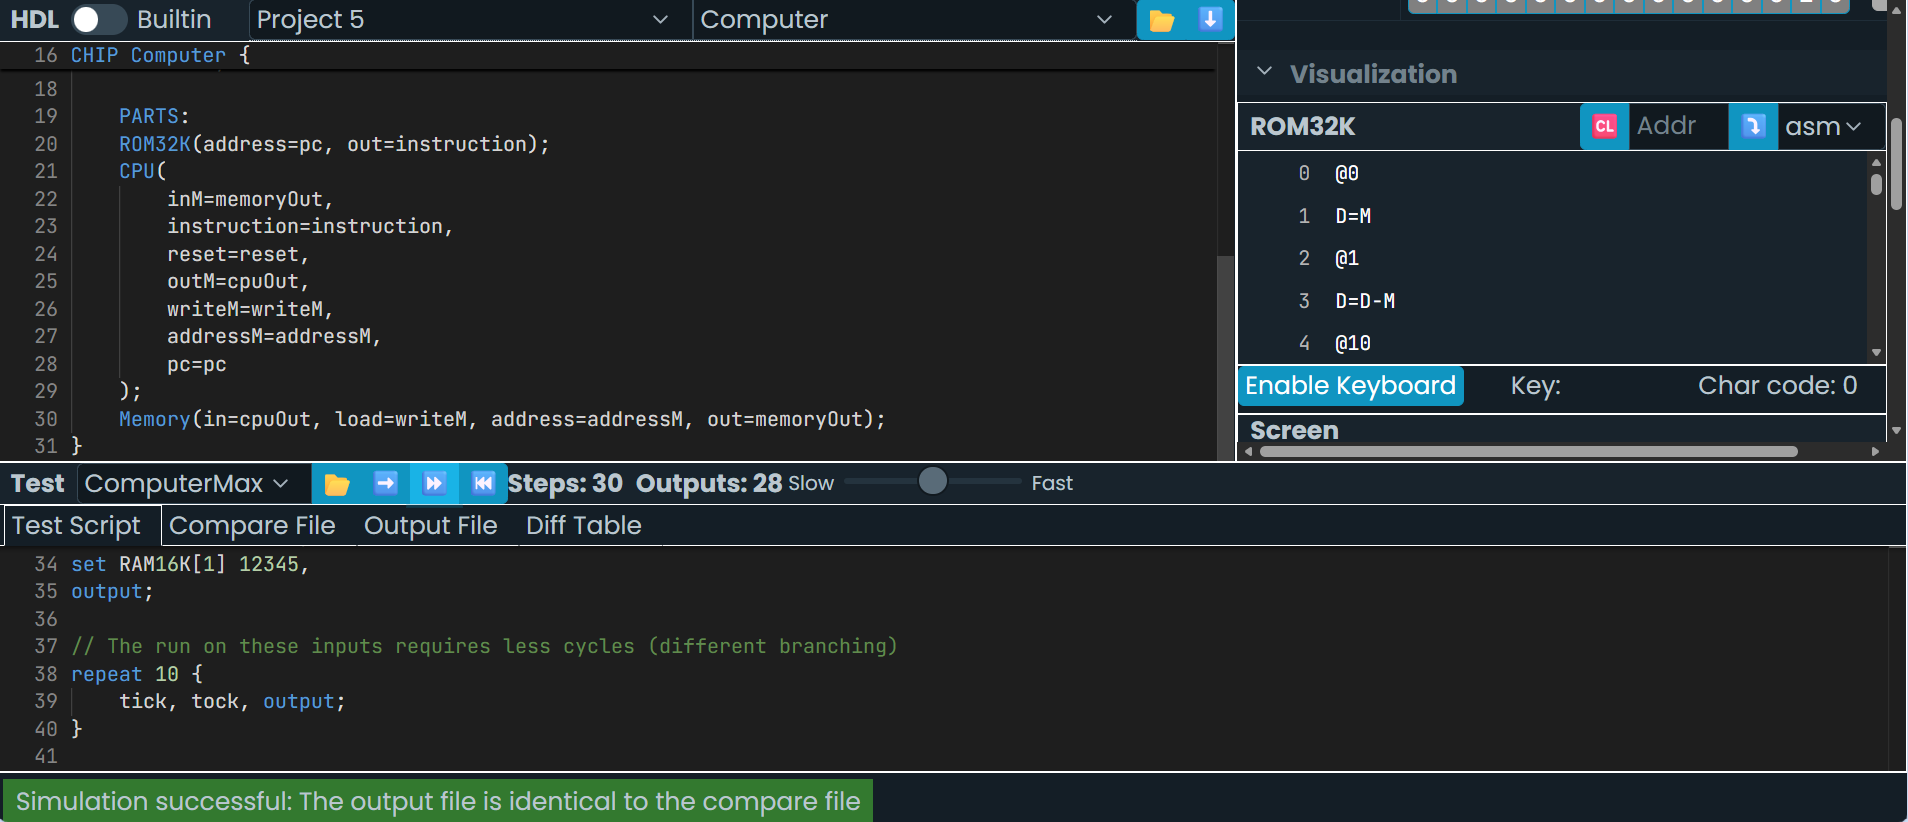 HDL Builtin Project 5 Computer
16 CHIP Computer {
18
19 PARTS:
20 ROM32K(address=pc, out=instruction);
21 CPU(
22 inM=memoryOut,
23 instruction=instruction,
24 reset=reset,
25 outM=cpuOut,
26 writeM=writeM,
27 addressM=addressM,
28 pc=pc
29 );
30 Memory(in=cpuOut, load=writeM, address=addressM, out=memoryOut);
31 }
Visualization
ROM32K CL Addr asm
0 @0
1 D=M
2 @1
3 D=D-M
4 @10
Enable Keyboard Key: Char code: 0
Screen
Test ComputerMax Steps: 30 Outputs: 28 Slow Fast
Test Script Compare File Output File Diff Table
34 set RAM16K[1] 12345,
35 output;
36
37 // The run on these inputs requires less cycles (different branching)
38 repeat 10 {
39 tick, tock, output;
40 }
41
Simulation successful: The output file is identical to the compare file